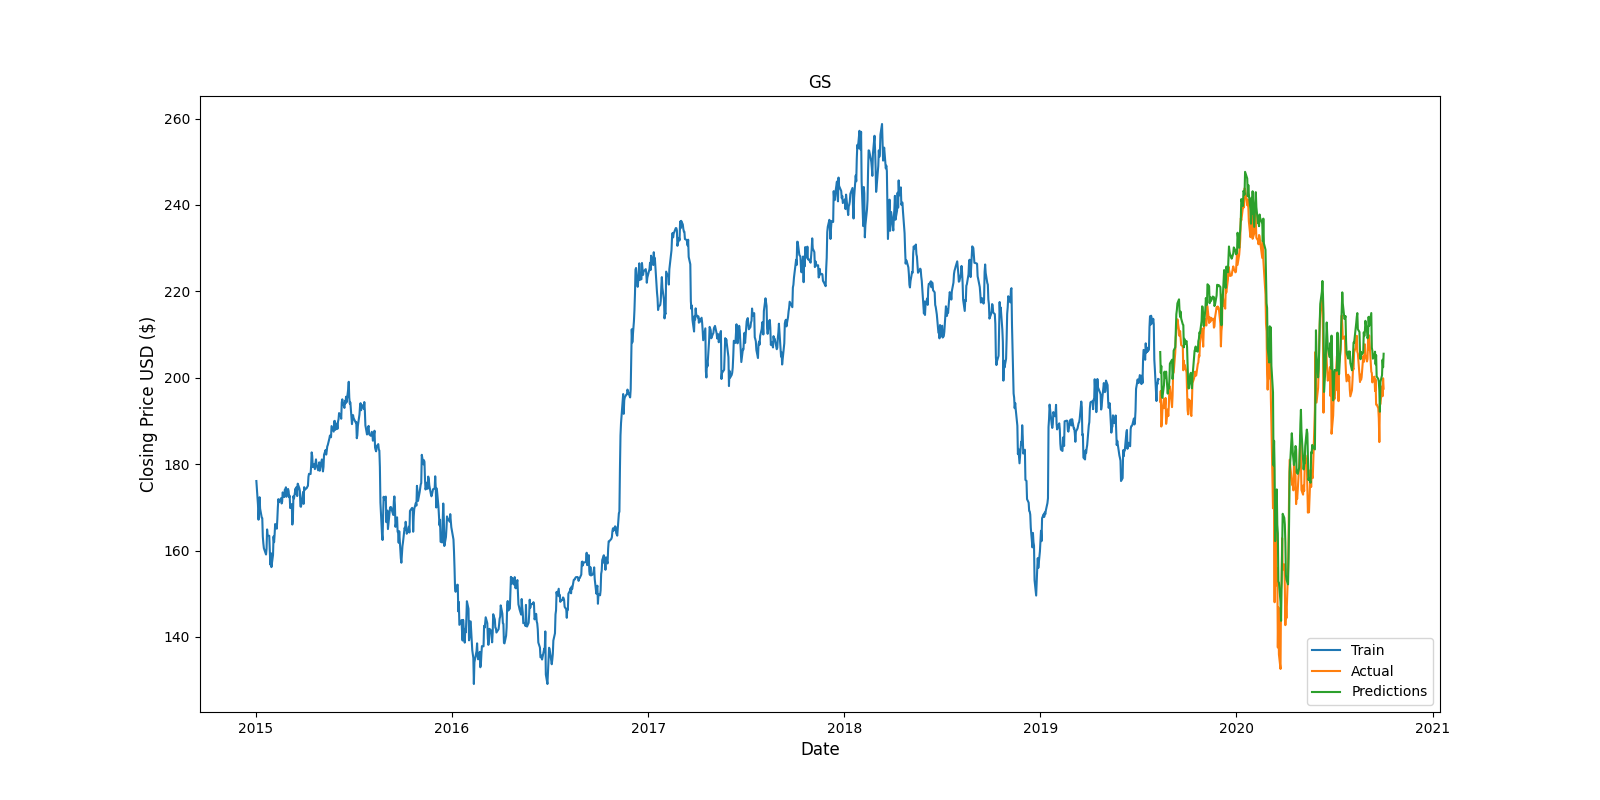 GS
Closing Price USD ($)
260
240
220
200
180
160
140
Train
Actual
Predictions
2015 2016 2017 2018 2019 2020 2021
Date